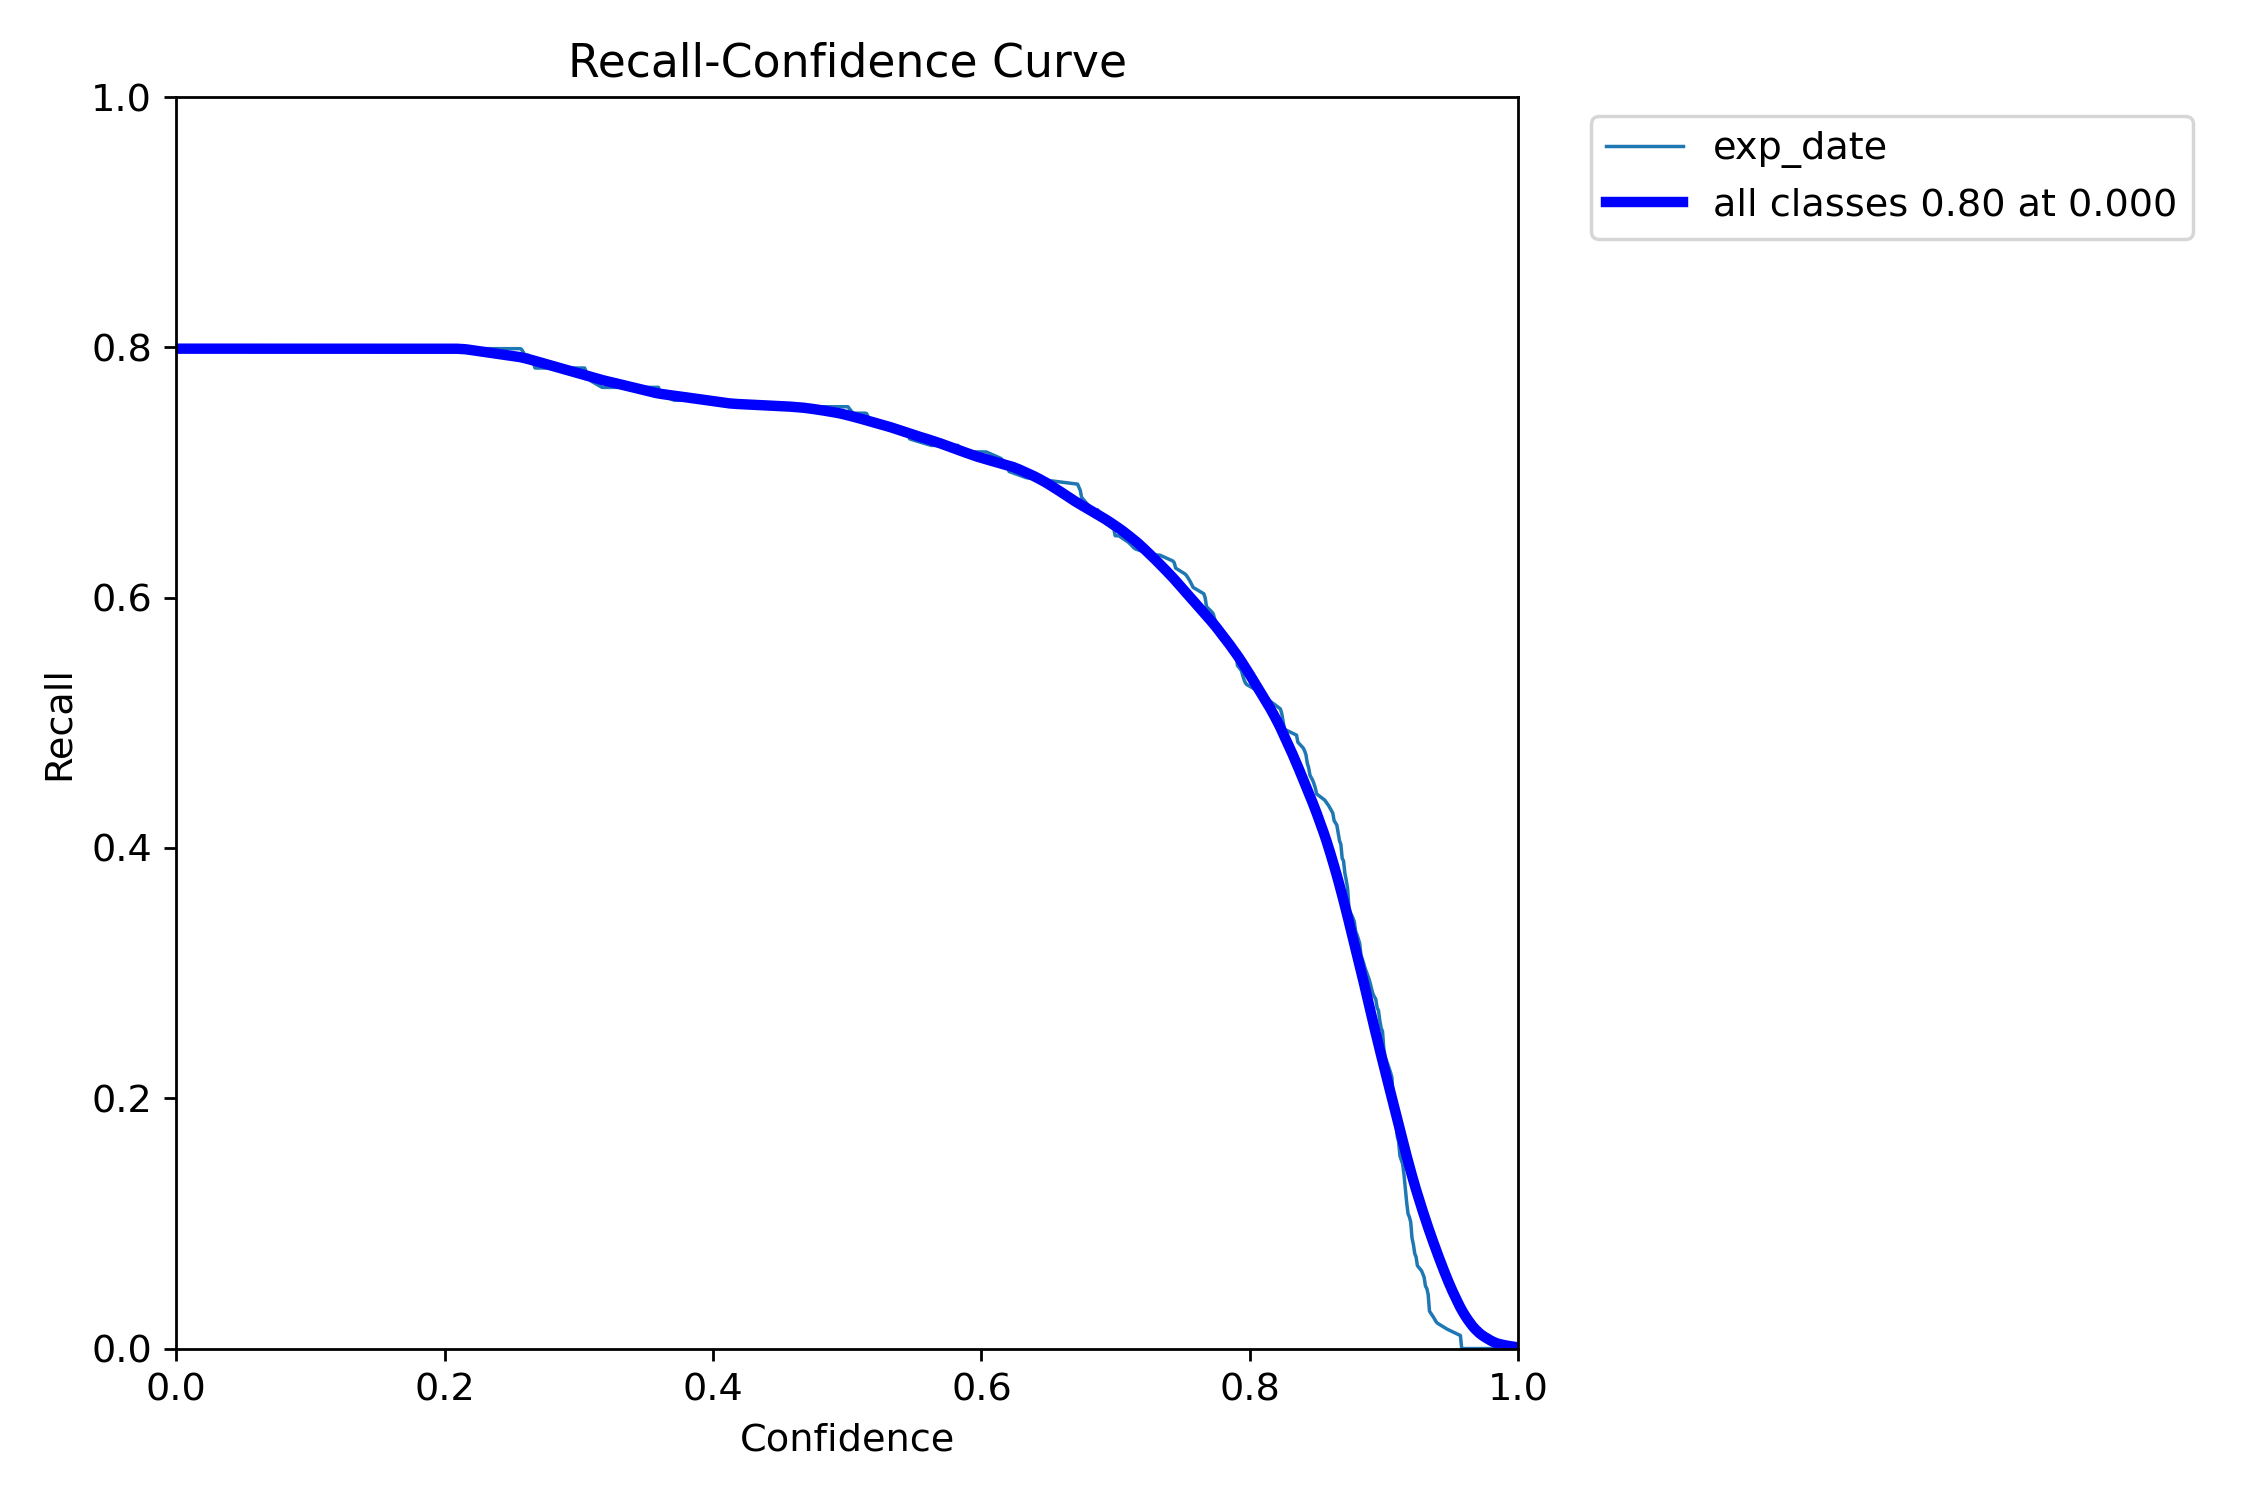 Recall-Confidence Curve
exp_date
all classes 0.80 at 0.000
1.0
0.8
0.6
0.4
0.2
0.0
Recall
0.0 0.2 0.4 0.6 0.8 1.0
Confidence